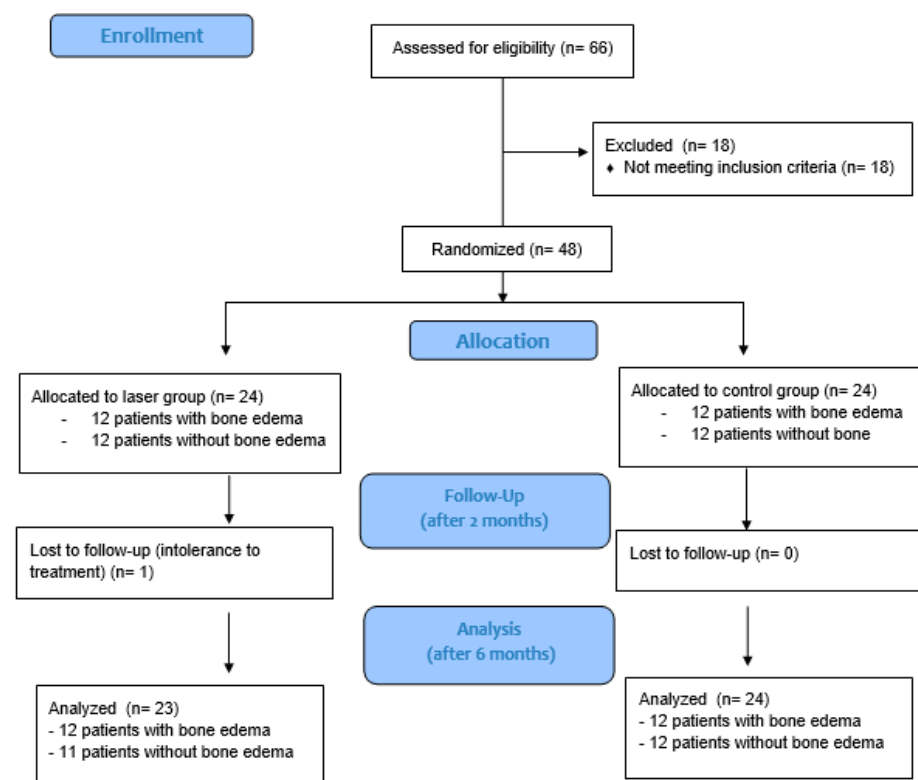 Enrollment
Assessed for eligibility (n= 66)
Excluded (n= 18)
♦ Not meeting inclusion criteria (n= 18)
Randomized (n= 48)
Allocation
Allocated to laser group (n= 24)
- 12 patients with bone edema
- 12 patients without bone edema
Allocated to control group (n= 24)
- 12 patients with bone edema
- 12 patients without bone
Follow-Up
(after 2 months)
Lost to follow-up (intolerance to
treatment) (n= 1)
Lost to follow-up (n= 0)
Analysis
(after 6 months)
Analyzed (n= 23)
- 12 patients with bone edema
- 11 patients without bone edema
Analyzed (n= 24)
- 12 patients with bone edema
- 12 patients without bone edema